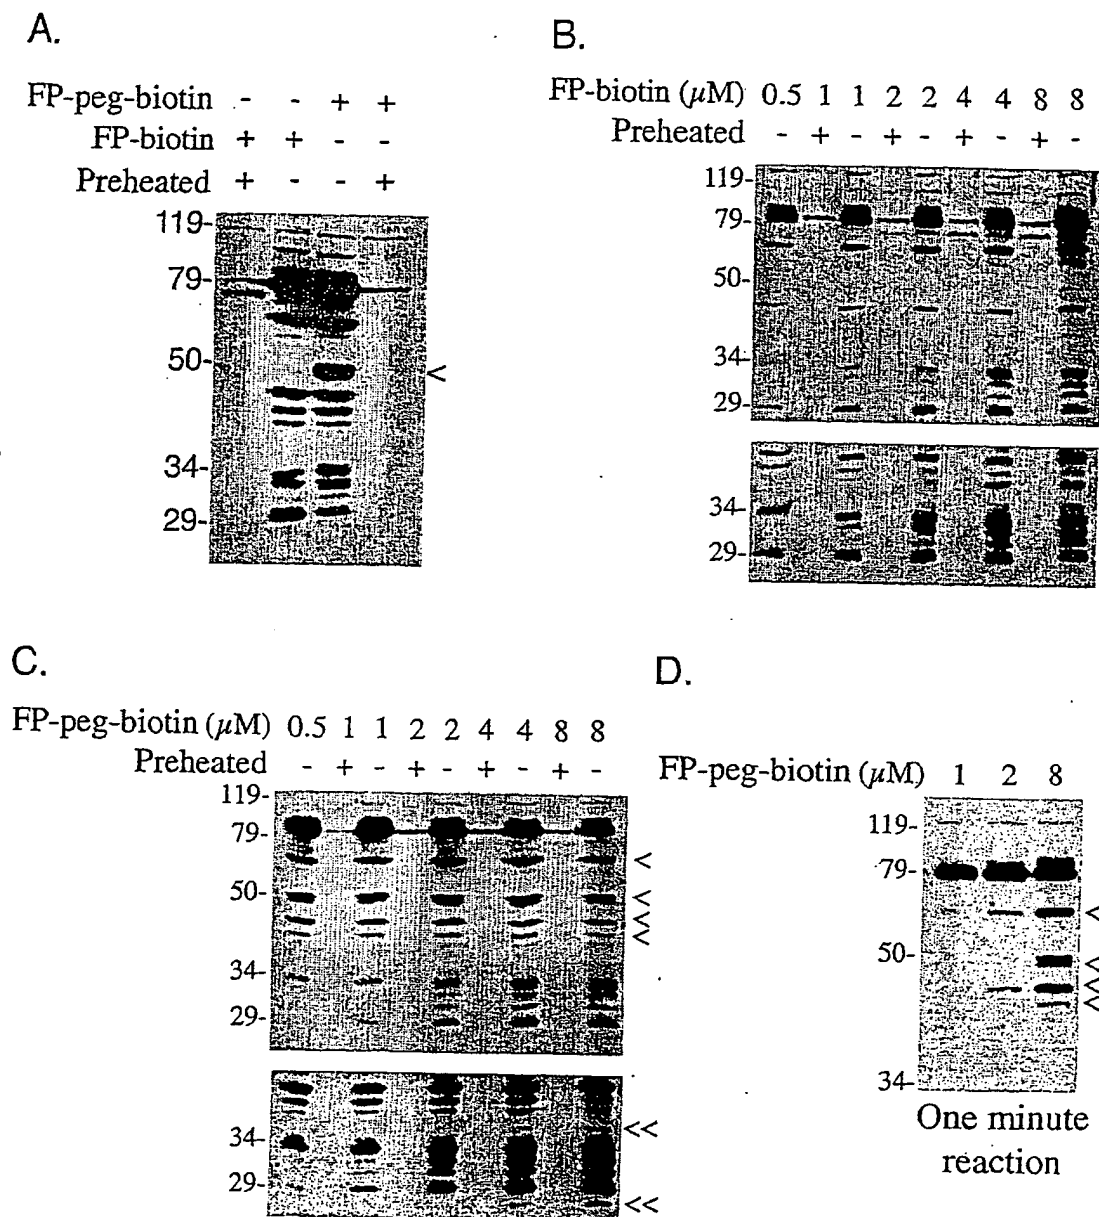 A.
FP-peg-biotin - - + +
FP-biotin + + - -
Preheated + - - +
119-
79-
50-
<
34-
29-
B.
FP-biotin (μM) 0.5 1 1 2 2 4 4 8 8
Preheated - + - + - + - + -
119-
79-
50-
34-
29-
34-
29-
C.
FP-peg-biotin (μM) 0.5 1 1 2 2 4 4 8 8
Preheated - + - + - + - + -
119-
79-
<
50-
<
<
<
34-
29-
34-
<<
29-
<<
D.
FP-peg-biotin (μM) 1 2 8
119-
79-
<
50-
<
<
<
34-
One minute
reaction